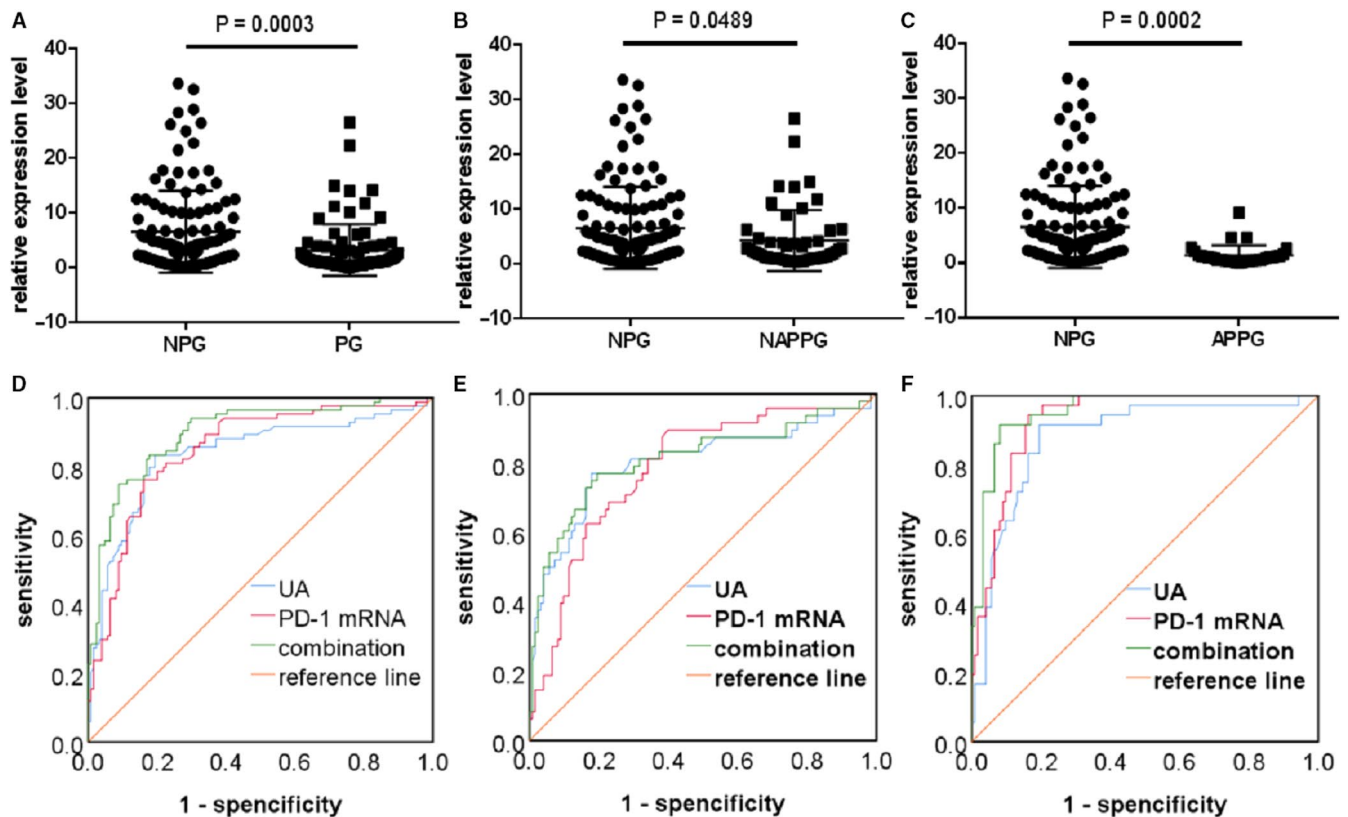 A
P = 0.0003
relative expression level
40
30
20
10
0
–10
NPG
PG
B
P = 0.0489
relative expression level
40
30
20
10
0
–10
NPG
NAPPG
C
P = 0.0002
relative expression level
40
30
20
10
0
–10
NPG
APPG
D
sensitivity
1.0
0.8
0.6
0.4
0.2
0.0
UA
PD-1 mRNA
combination
reference line
0.0 0.2 0.4 0.6 0.8 1.0
1 - spencificity
E
sensitivity
1.0
0.8
0.6
0.4
0.2
0.0
UA
PD-1 mRNA
combination
reference line
0.0 0.2 0.4 0.6 0.8 1.0
1 - spencificity
F
sensitivity
1.0
0.8
0.6
0.4
0.2
0.0
UA
PD-1 mRNA
combination
reference line
0.0 0.2 0.4 0.6 0.8 1.0
1 - spencificity